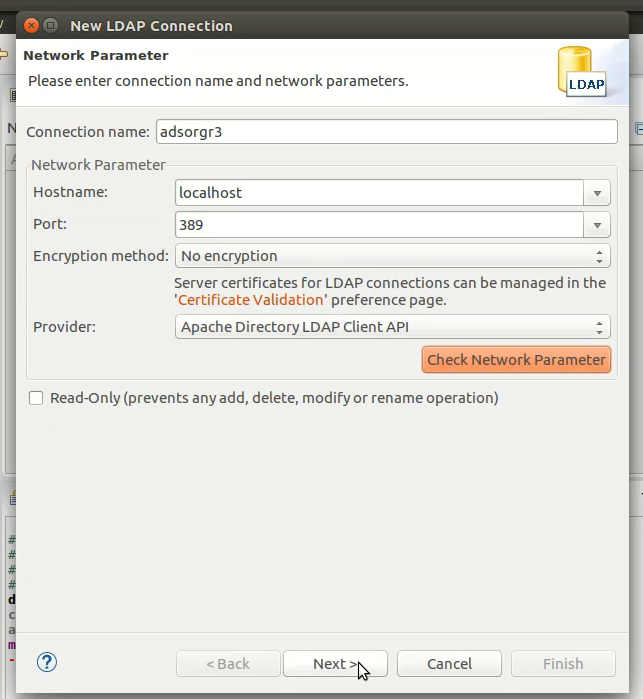 New LDAP Connection
Network Parameter
Please enter connection name and network parameters.
LDAP
Connection name: adsorgr3
Network Parameter
Hostname: localhost
Port: 389
Encryption method: No encryption
Server certificates for LDAP connections can be managed in the
'Certificate Validation' preference page.
Provider: Apache Directory LDAP Client API
Check Network Parameter
Read-Only (prevents any add, delete, modify or rename operation)
#
#
#
#
d
c
a
m
-
? < Back Next > Cancel Finish